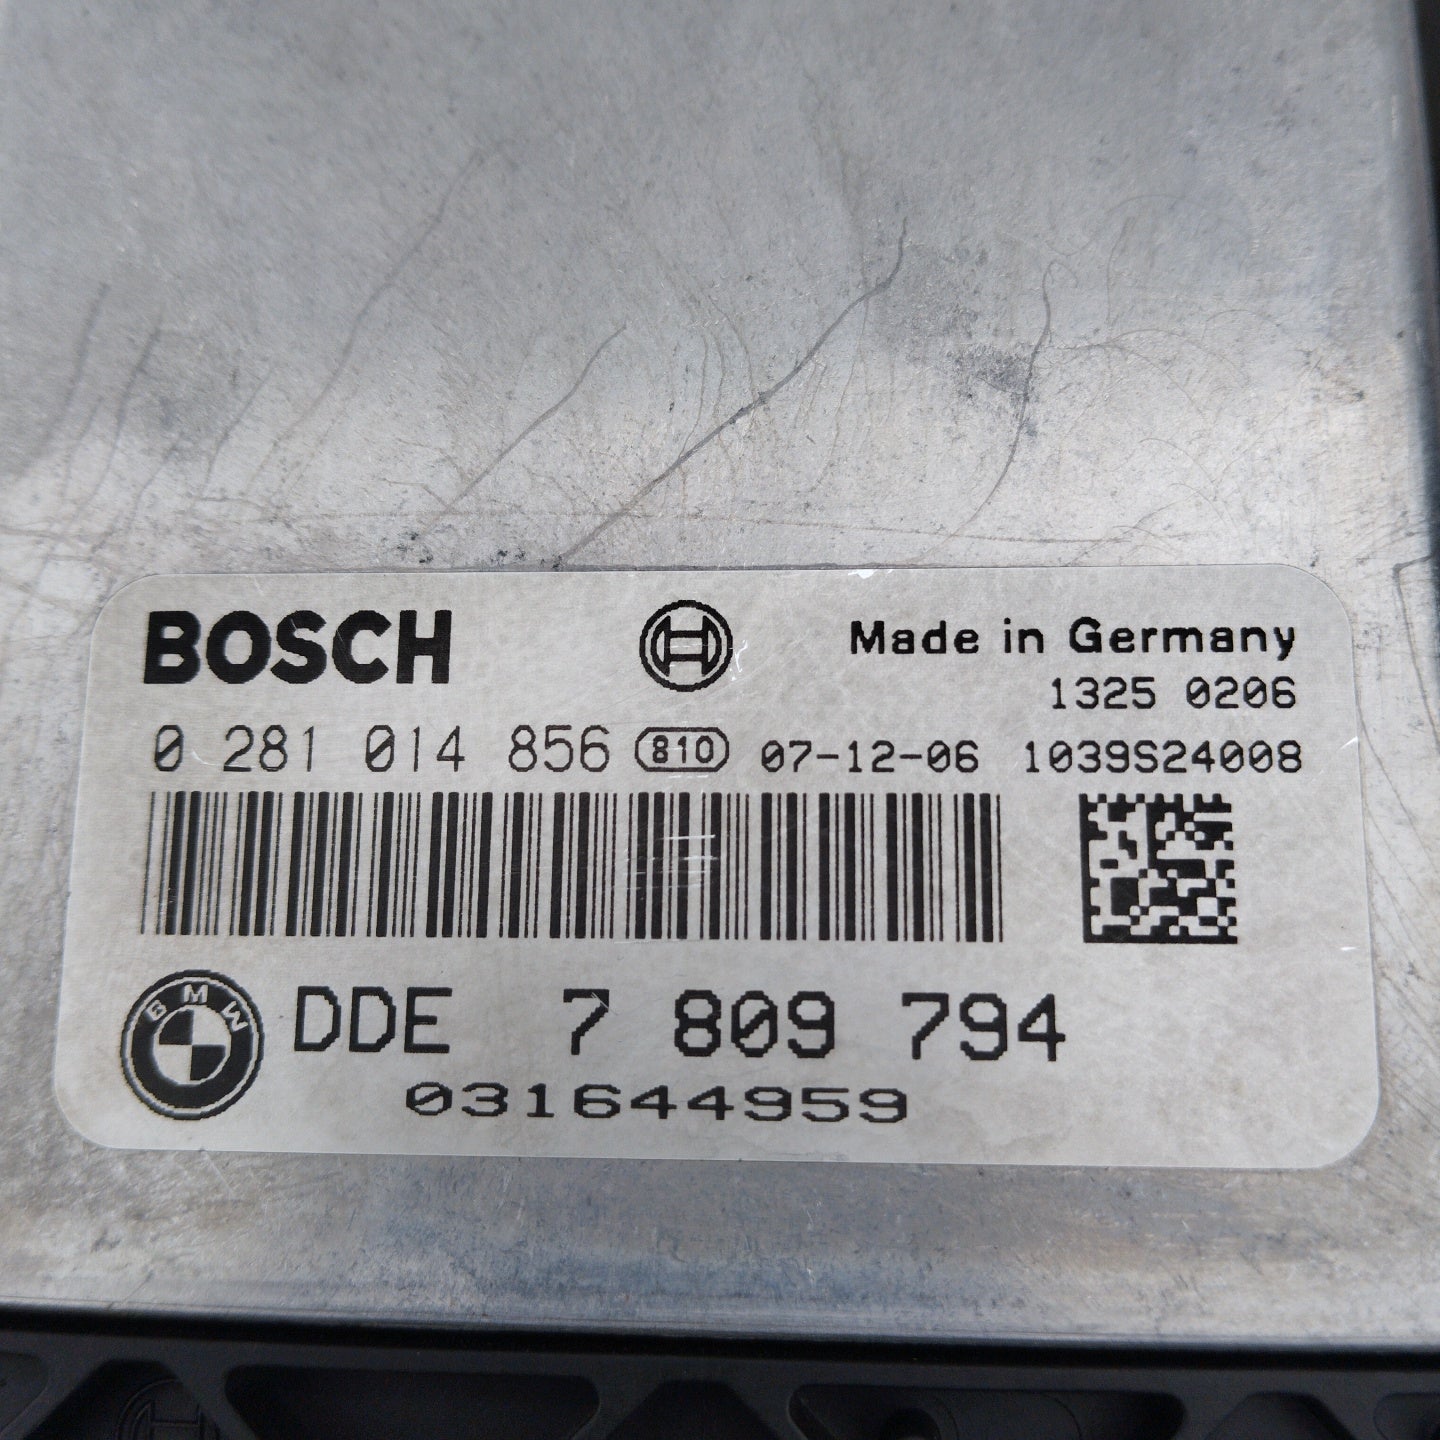 BOSCH Made in Germany
1325 0206
0 281 014 856 810 07-12-06 1039S24008
BMW DDE 7 809 794
031644959